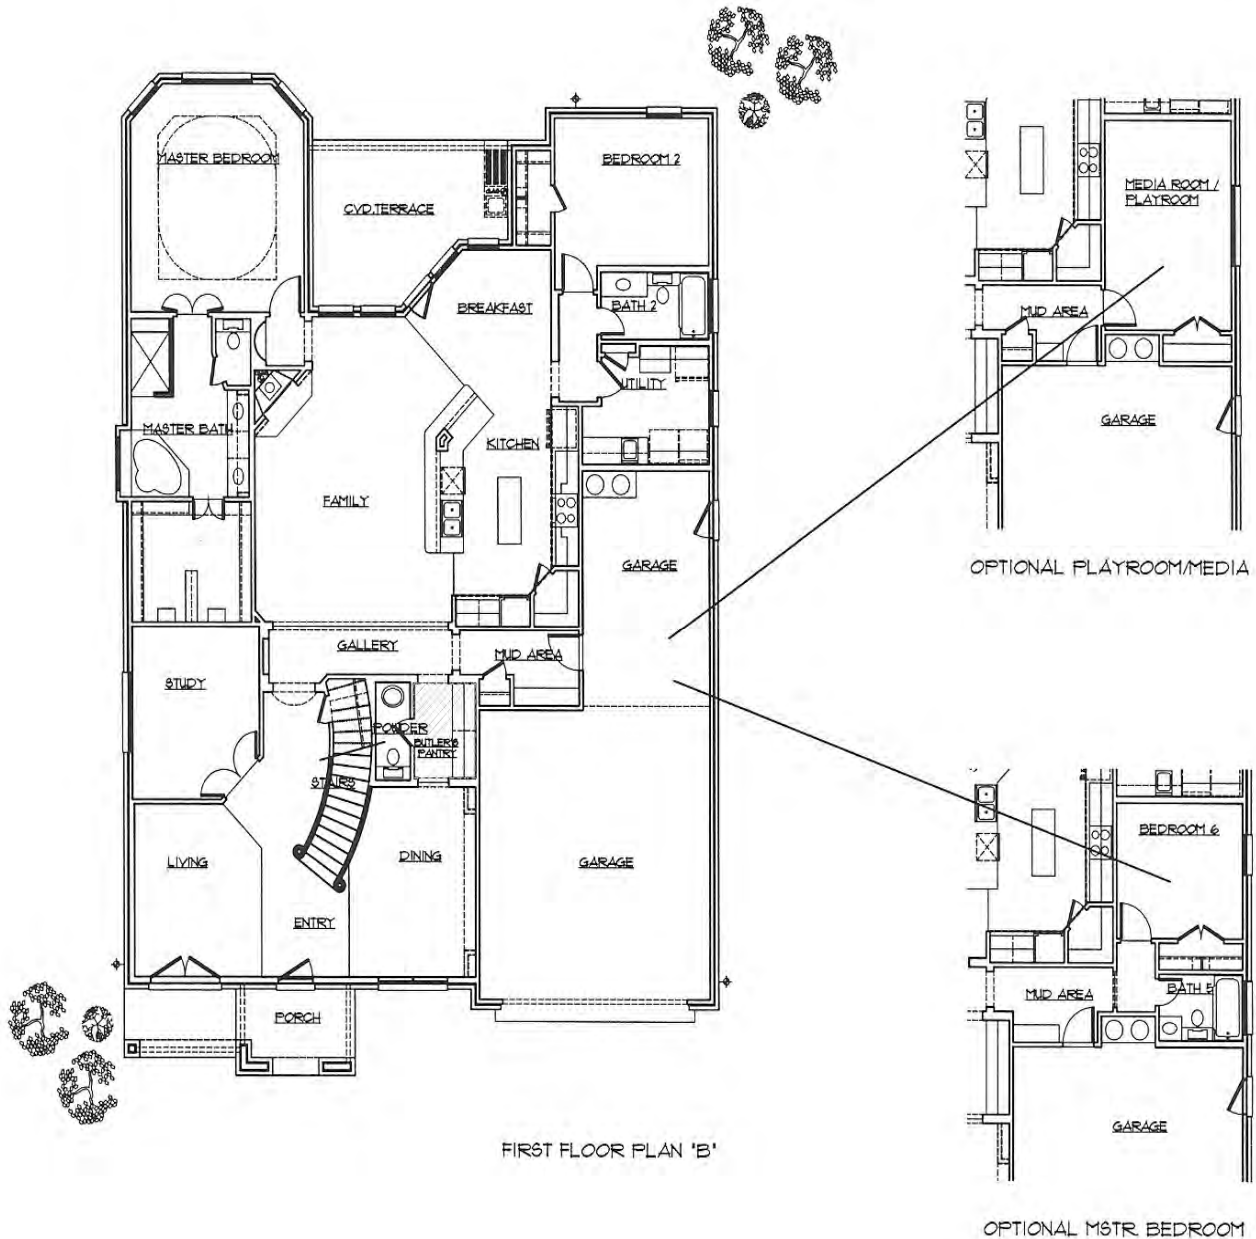 MASTER BEDROOM
CVD.TERRACE
BEDROOM 2
BREAKFAST
BATH 2
UTILITY
MASTER BATH
KITCHEN
FAMILY
GARAGE
GALLERY
MUD AREA
STUDY
POWDER
BUTLER'S
PANTRY
STAIRS
LIVING
DINING
GARAGE
ENTRY
PORCH
FIRST FLOOR PLAN "B"
MEDIA ROOM /
PLAYROOM
MUD AREA
GARAGE
OPTIONAL PLAYROOM/MEDIA
BEDROOM 6
MUD AREA
BATH 5
GARAGE
OPTIONAL MSTR. BEDROOM